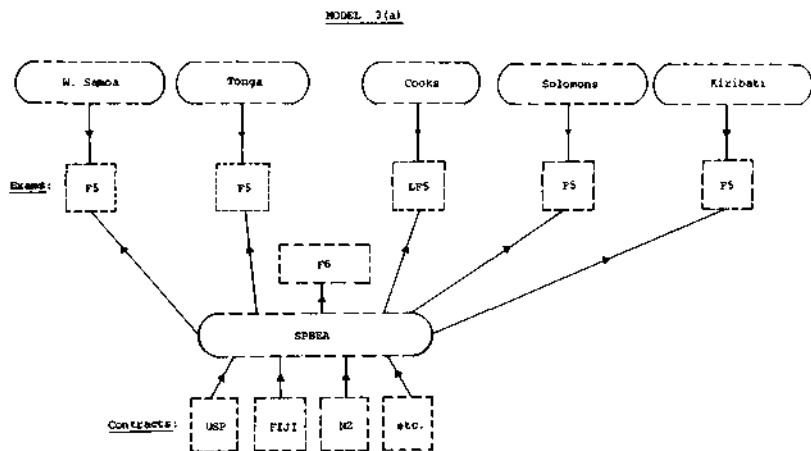 MODEL 3(a)
W. Samoa Tonga Cooks Solomons Kiribati
Exams: F5 F5 LF5 F5 F5
F6
SPBEA
Contracts: USP FIJI NZ etc.